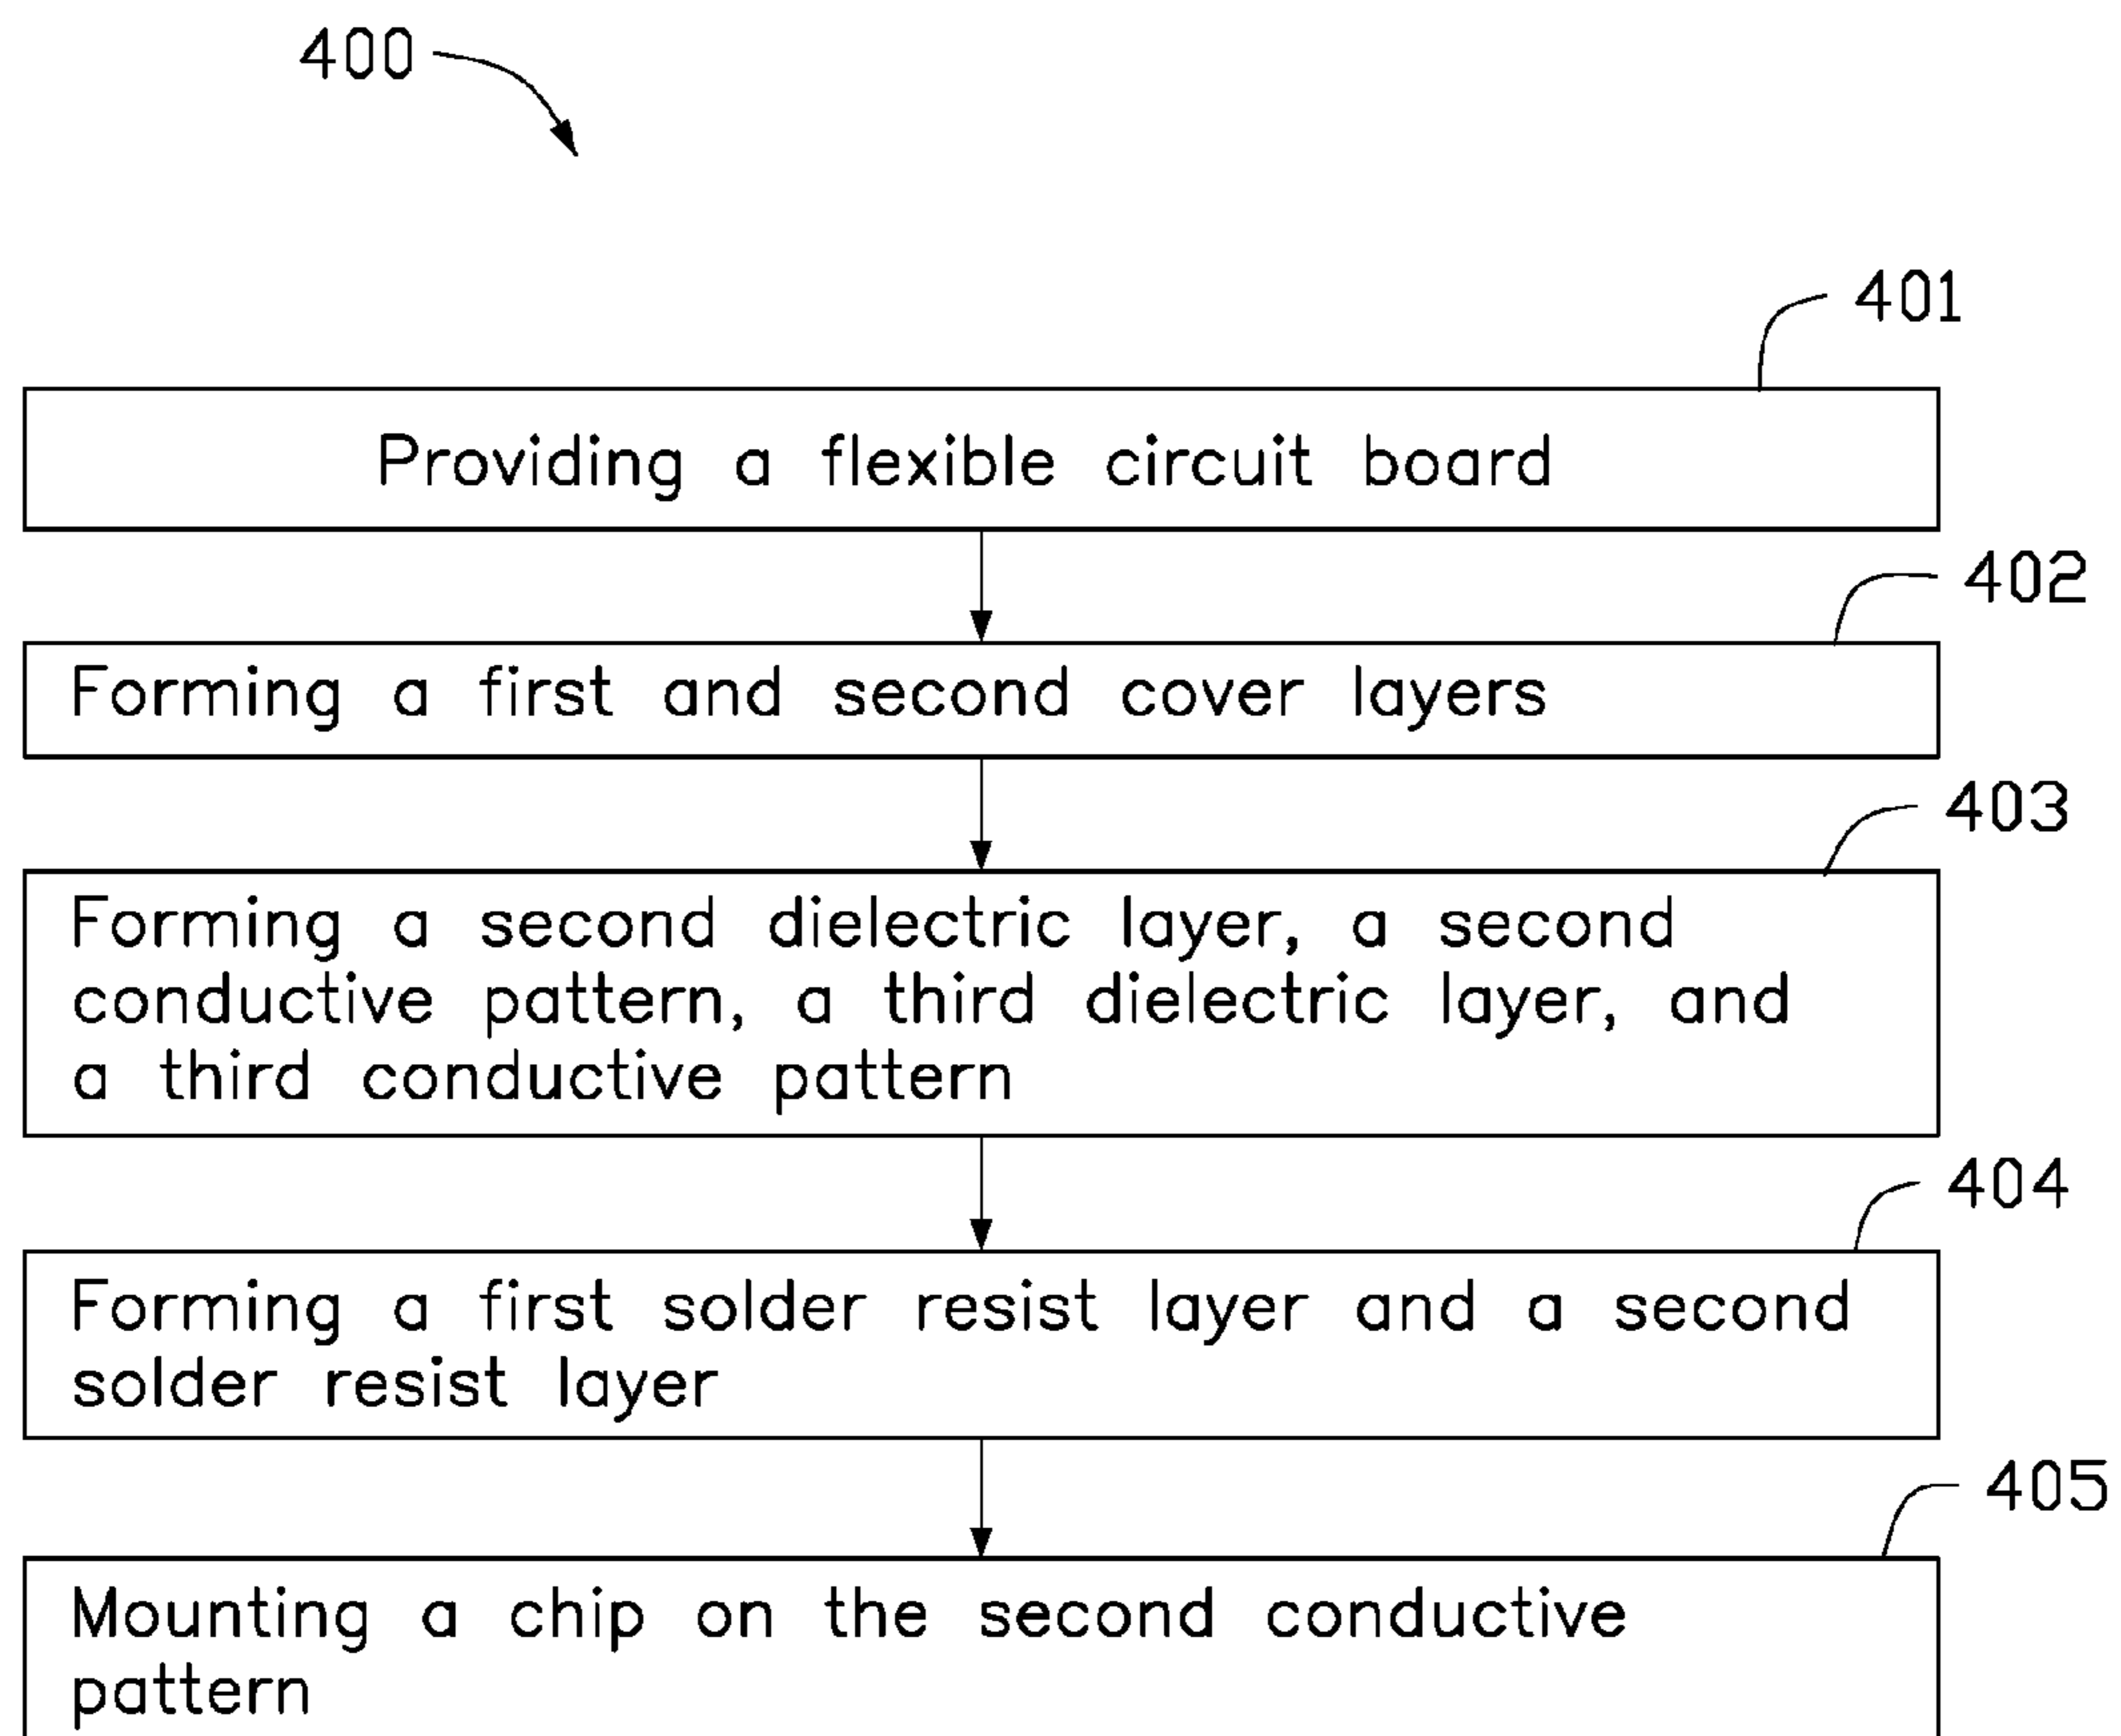 400
401
Providing a flexible circuit board
402
Forming a first and second cover layers
403
Forming a second dielectric layer, a second
conductive pattern, a third dielectric layer, and
a third conductive pattern
404
Forming a first solder resist layer and a second
solder resist layer
405
Mounting a chip on the second conductive
pattern